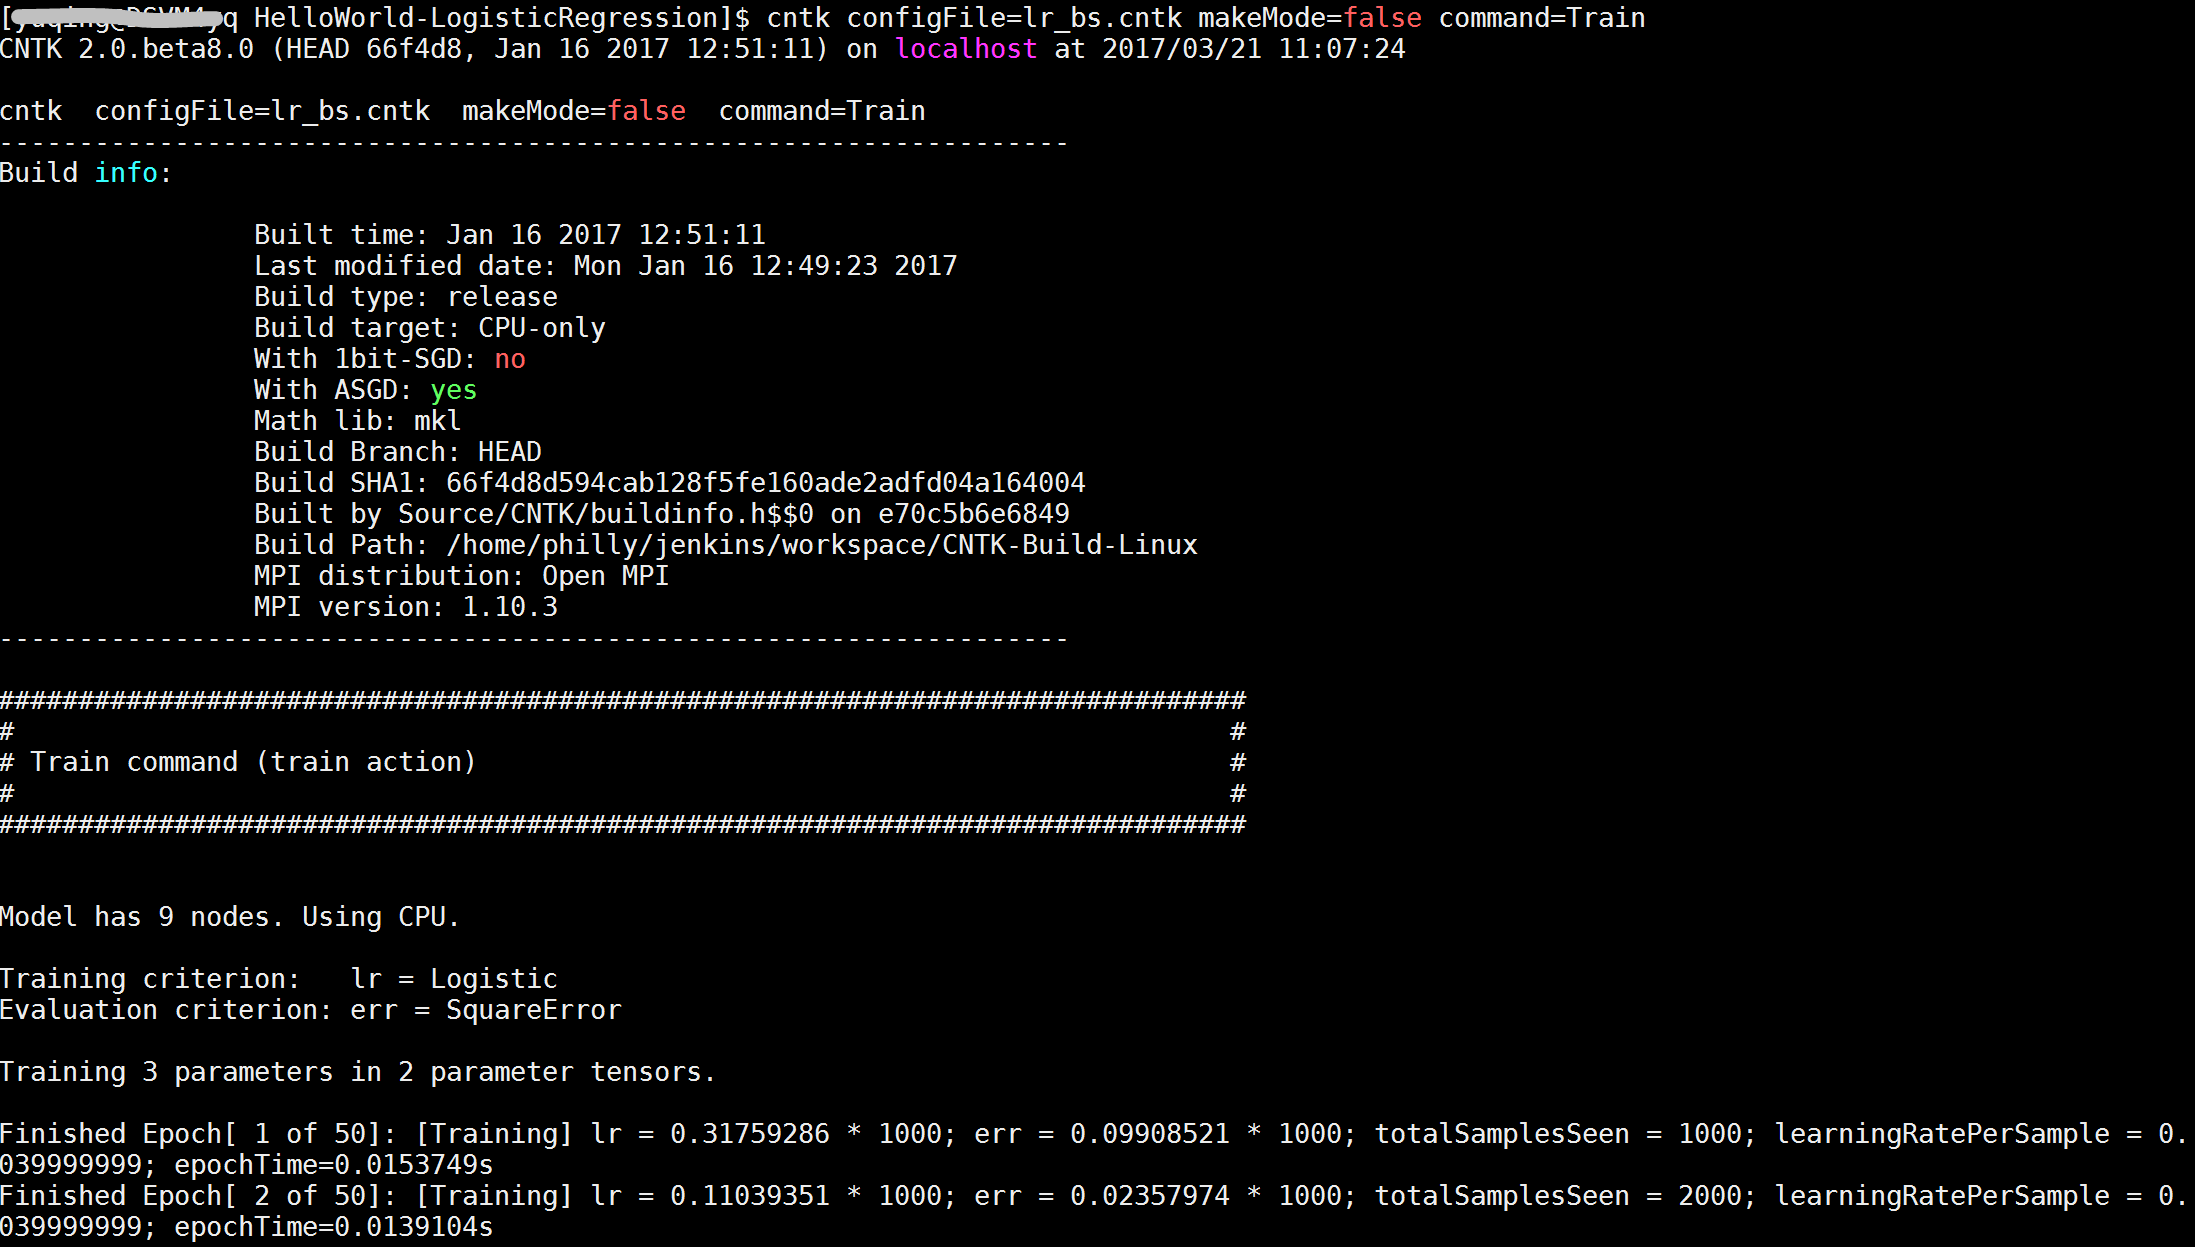 q HelloWorld-LogisticRegression]$ cntk configFile=lr_bs.cntk makeMode=false command=Train
CNTK 2.0.beta8.0 (HEAD 66f4d8, Jan 16 2017 12:51:11) on localhost at 2017/03/21 11:07:24
cntk  configFile=lr_bs.cntk  makeMode=false  command=Train
-------------------------------------------------------------------
Build info:
Built time: Jan 16 2017 12:51:11
Last modified date: Mon Jan 16 12:49:23 2017
Build type: release
Build target: CPU-only
With 1bit-SGD: no
With ASGD: yes
Math lib: mkl
Build Branch: HEAD
Build SHA1: 66f4d8d594cab128f5fe160ade2adfd04a164004
Built by Source/CNTK/buildinfo.h$$0 on e70c5b6e6849
Build Path: /home/philly/jenkins/workspace/CNTK-Build-Linux
MPI distribution: Open MPI
MPI version: 1.10.3
-------------------------------------------------------------------
##############################################################################
#                                                                            #
# Train command (train action)                                               #
#                                                                            #
##############################################################################
Model has 9 nodes. Using CPU.
Training criterion:   lr = Logistic
Evaluation criterion: err = SquareError
Training 3 parameters in 2 parameter tensors.
Finished Epoch[ 1 of 50]: [Training] lr = 0.31759286 * 1000; err = 0.09908521 * 1000; totalSamplesSeen = 1000; learningRatePerSample = 0.
039999999; epochTime=0.0153749s
Finished Epoch[ 2 of 50]: [Training] lr = 0.11039351 * 1000; err = 0.02357974 * 1000; totalSamplesSeen = 2000; learningRatePerSample = 0.
039999999; epochTime=0.0139104s